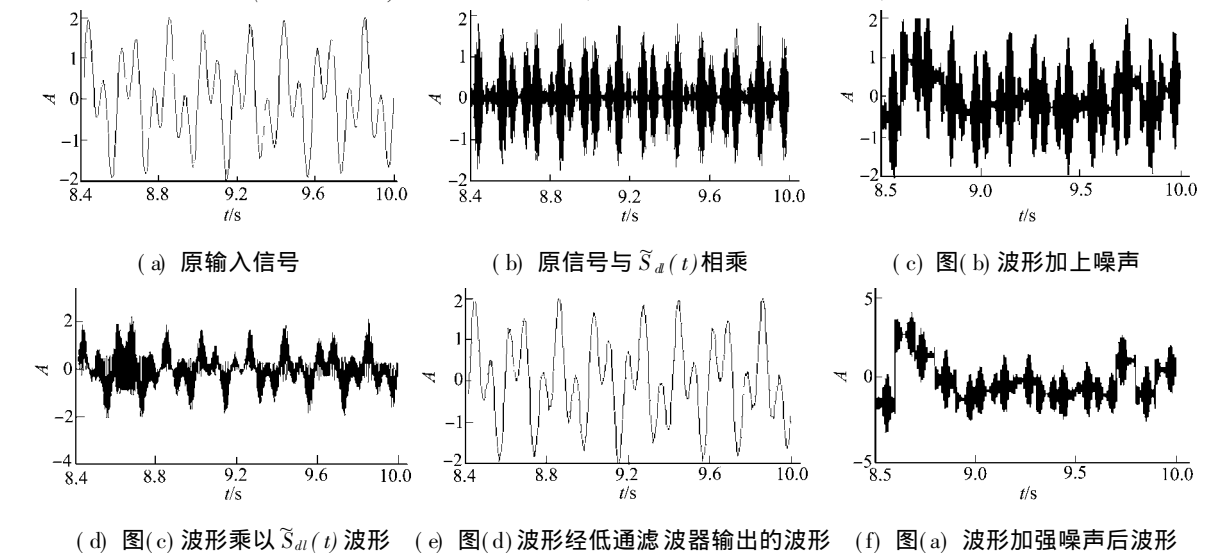 2
1
0
−1
−2
A
8.4 8.8 9.2 9.6 10.0
t/s
(a) 原输入信号
2
1
0
−1
−2
A
8.4 8.8 9.2 9.6 10.0
t/s
(b) 原信号与 S̃dl(t)相乘
2
1
0
−1
−2
A
8.5 9.0 9.5 10.0
t/s
(c) 图(b) 波形加上噪声
2
0
−2
−4
A
8.4 8.8 9.2 9.6 10.0
t/s
(d) 图(c) 波形乘以 S̃dl(t) 波形
2
1
0
−1
−2
A
8.4 8.8 9.2 9.6 10.0
t/s
(e) 图(d) 波形经低通滤 波器输出的波形
5
0
−5
A
8.5 9.0 9.5 10.0
t/s
(f) 图(a) 波形加强噪声后波形